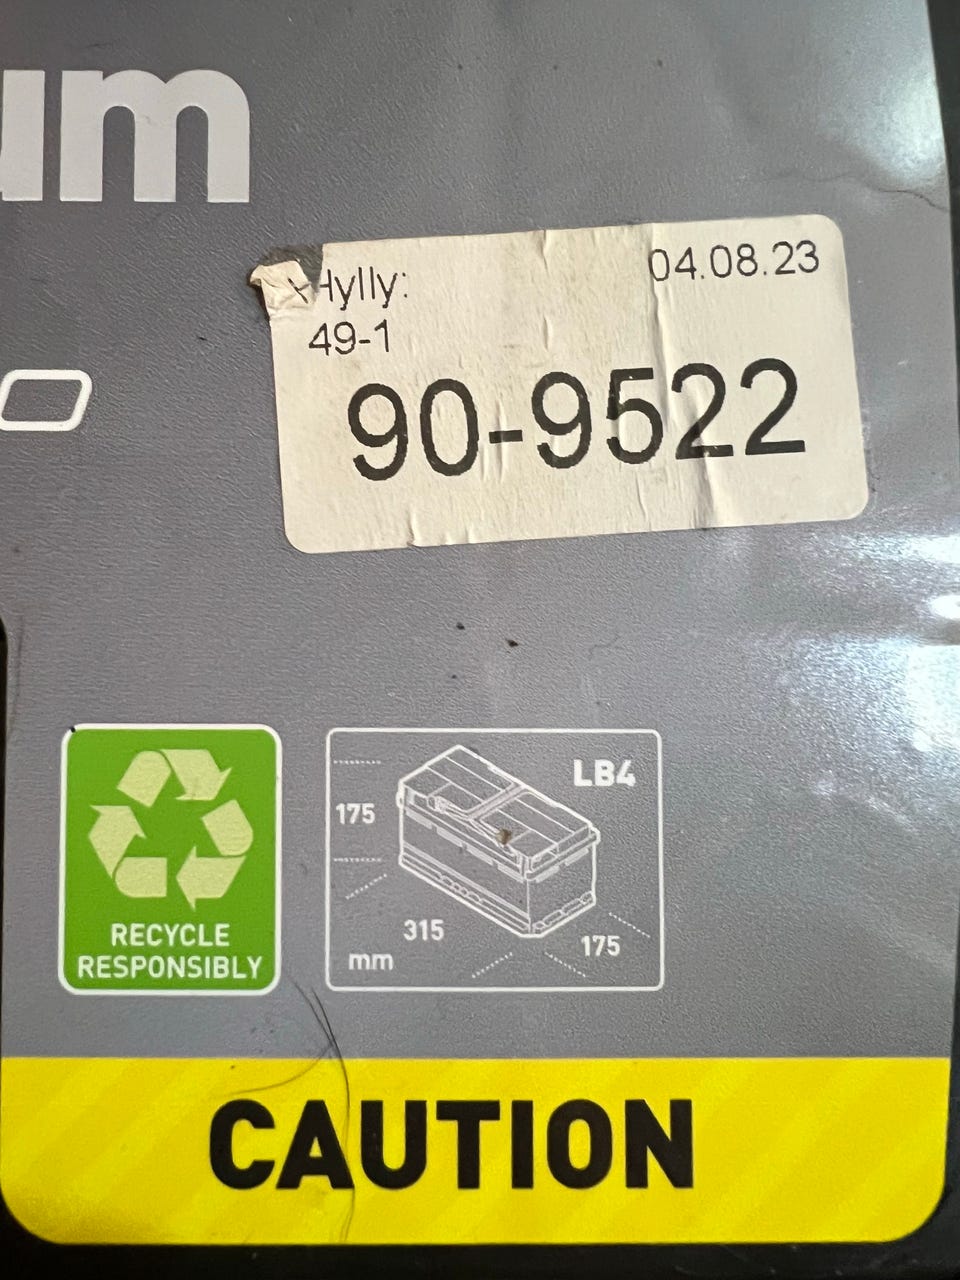 um
Hylly:
04.08.23
49-1
90-9522
LB4
175
315
175
mm
RECYCLE
RESPONSIBLY
CAUTION